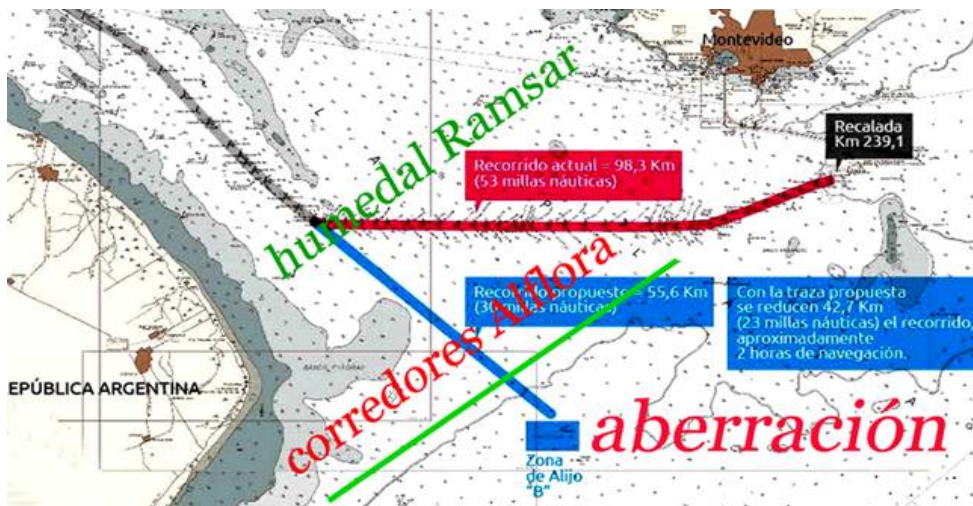 Montevideo
Recalada
Km 239,1
humedal Ramsar
Recorrido actual = 98,3 Km
(53 millas náuticas)
Recorrido propuesto = 55,6 Km
(30 millas náuticas)
Con la traza propuesta
se reducen 42,7 Km
(23 millas náuticas) el recorrido,
aproximadamente
2 horas de navegación.
corredores Alflora
EPÚBLICA ARGENTINA
aberración
Zona
de Alijo
"B"